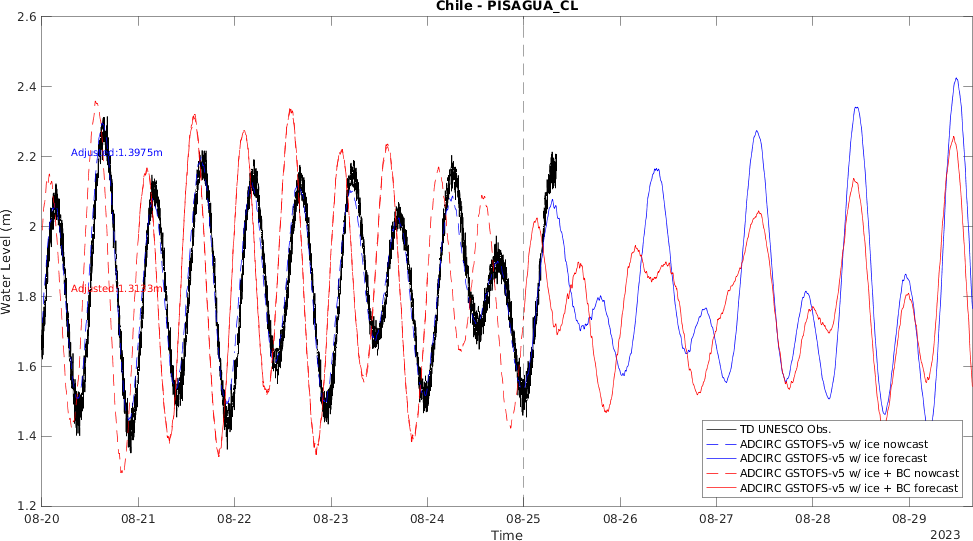 Chile - PISAGUA_CL
2.6
2.4
2.2
2
1.8
1.6
1.4
1.2
Water Level (m)
Adjusted:1.3975m
Adjusted:1.3133m
TD UNESCO Obs.
ADCIRC GSTOFS-v5 w/ ice nowcast
ADCIRC GSTOFS-v5 w/ ice forecast
ADCIRC GSTOFS-v5 w/ ice + BC nowcast
ADCIRC GSTOFS-v5 w/ ice + BC forecast
08-20 08-21 08-22 08-23 08-24 08-25 08-26 08-27 08-28 08-29
Time
2023